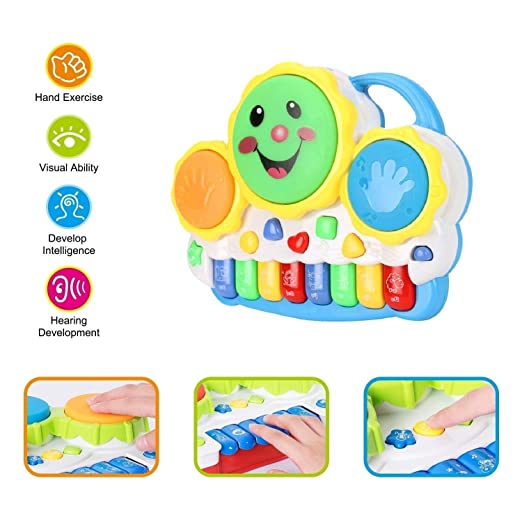 Hand Exercise
Visual Ability
Develop
Intelligence
Hearing
Development